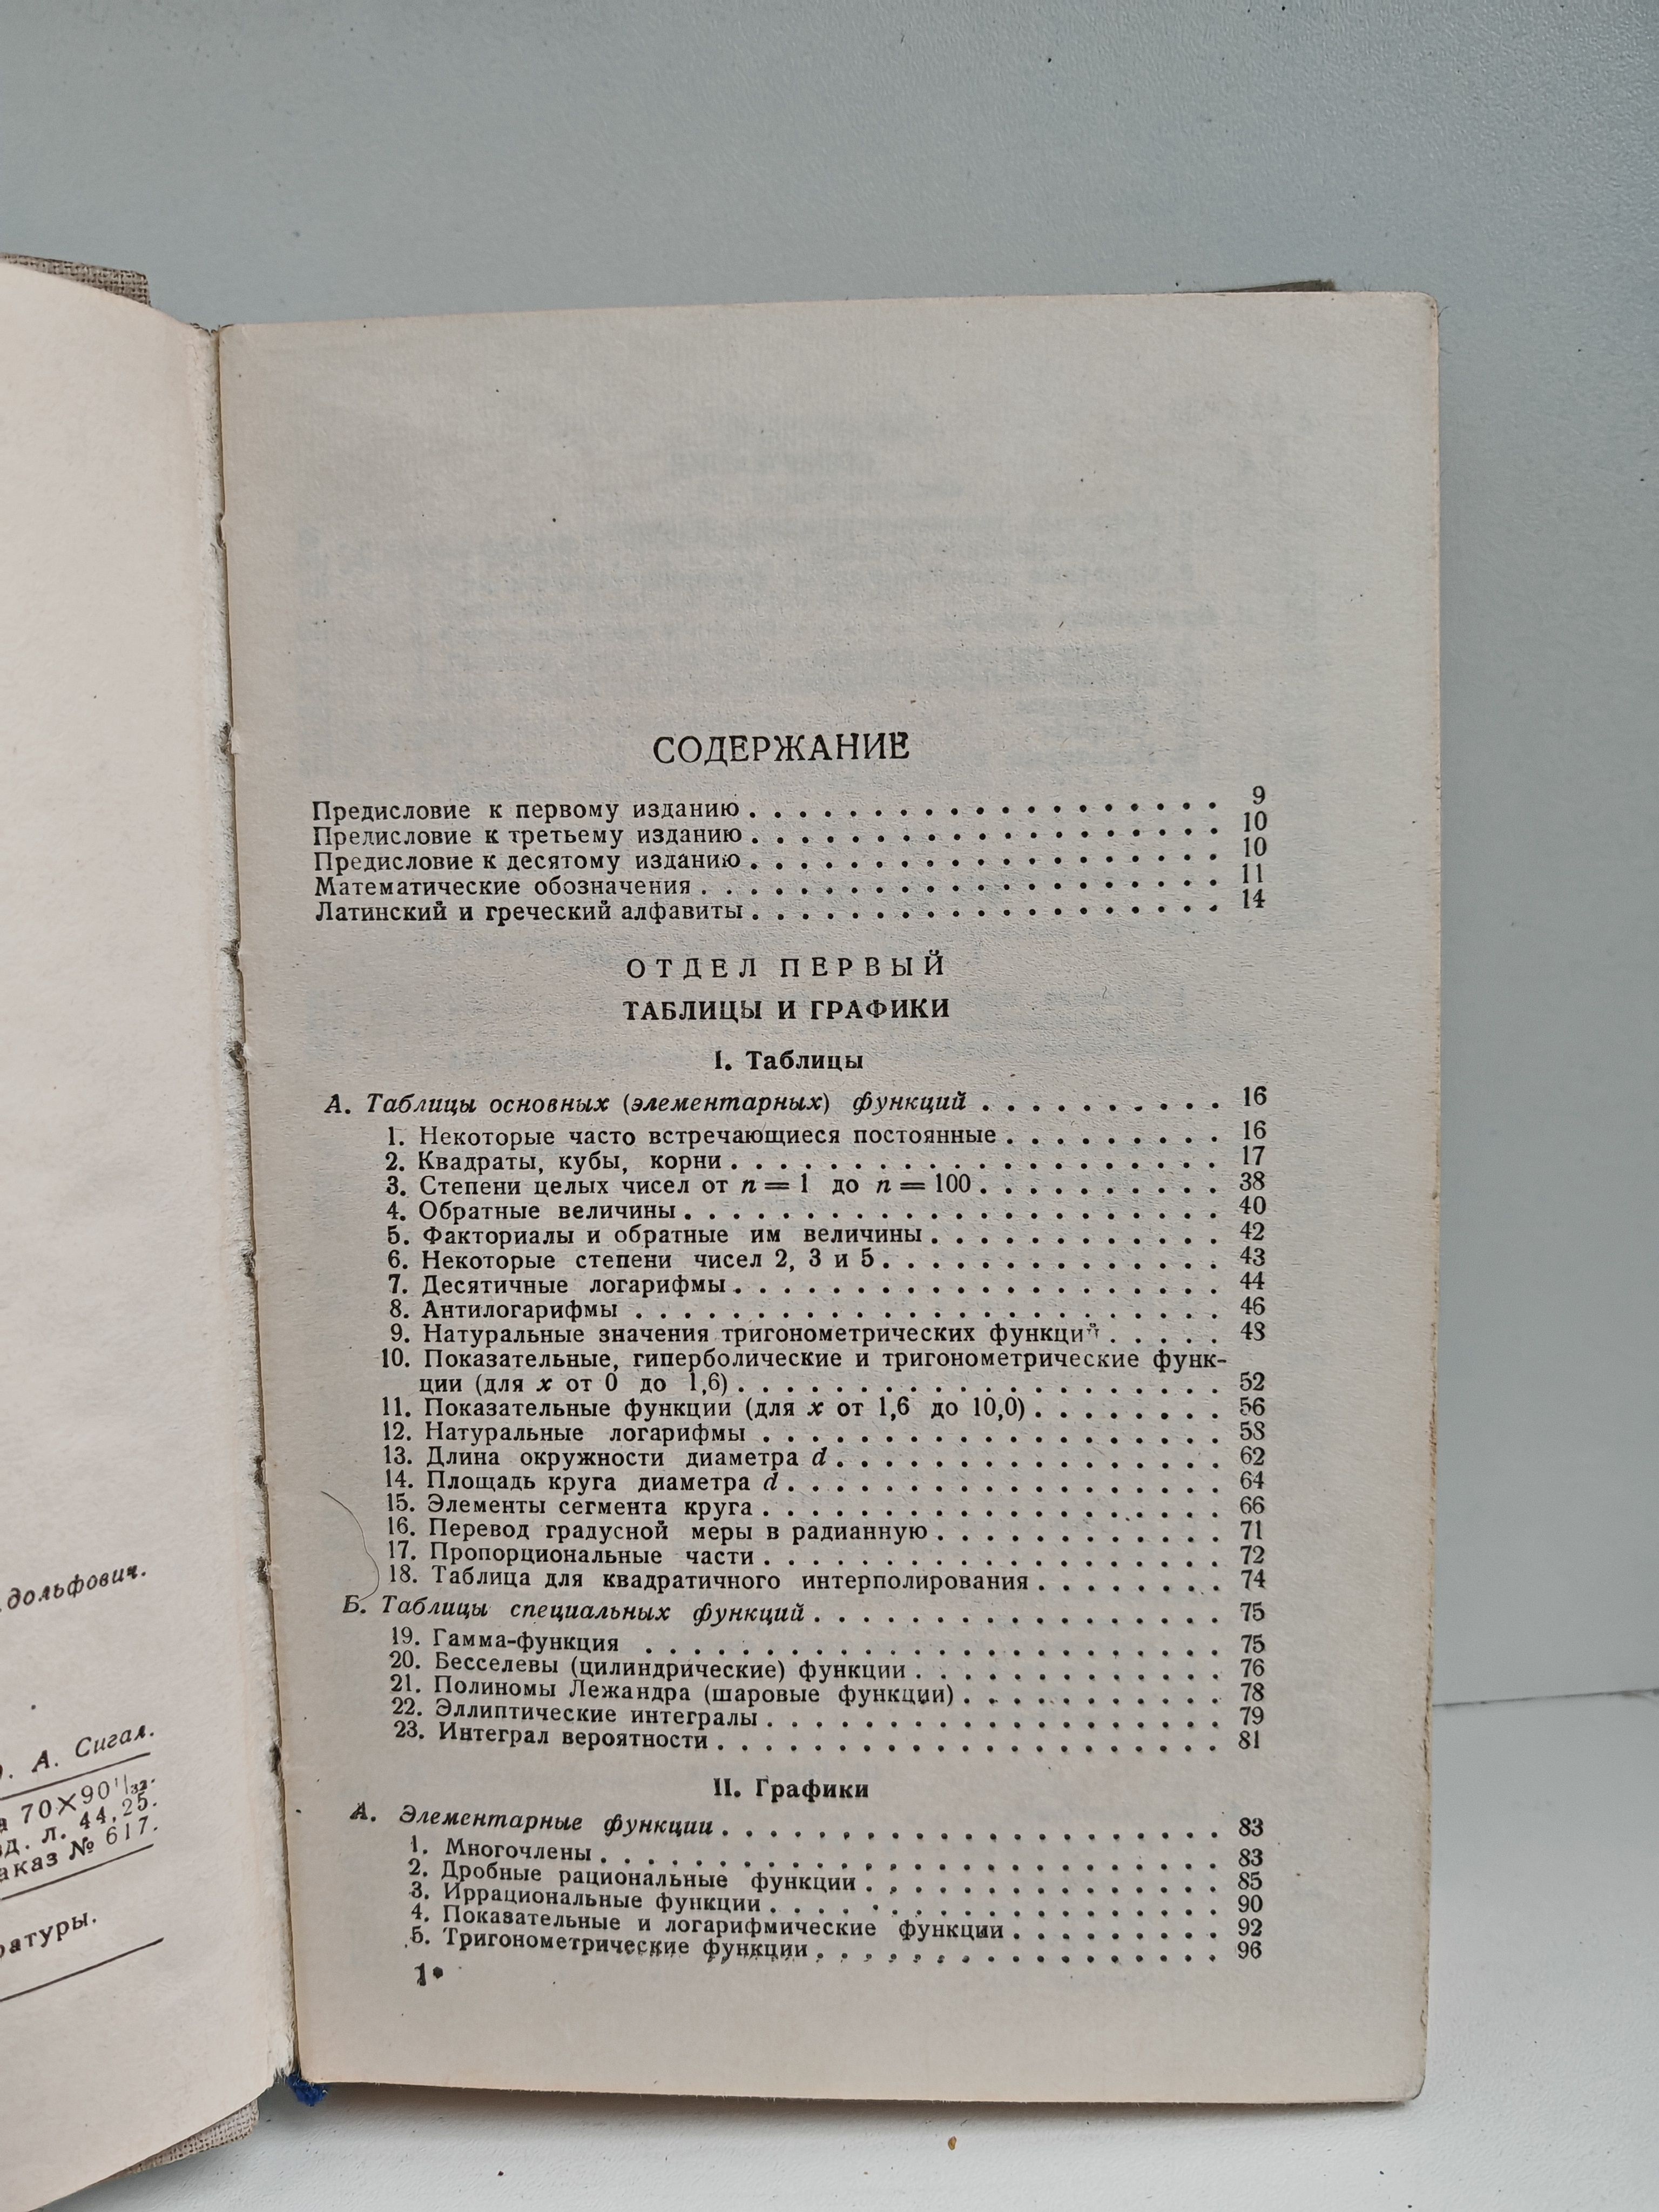 дольфович.
А. Сигал.
70×90¹/₃₂.
л. 44,25.
аказ № 617.
ратуры.
СОДЕРЖАНИЕ
Предисловие к первому изданию . . . . . . . . . . . . . . . . . . . 9
Предисловие к третьему изданию . . . . . . . . . . . . . . . . . . . 10
Предисловие к десятому изданию . . . . . . . . . . . . . . . . . . . 10
Математические обозначения . . . . . . . . . . . . . . . . . . . . . 11
Латинский и греческий алфавиты . . . . . . . . . . . . . . . . . . . 14
ОТДЕЛ ПЕРВЫЙ
ТАБЛИЦЫ И ГРАФИКИ
I. Таблицы
А. Таблицы основных (элементарных) функций . . . . . . . . . . 16
1. Некоторые часто встречающиеся постоянные . . . . . . . . . 16
2. Квадраты, кубы, корни . . . . . . . . . . . . . . . . . . . . 17
3. Степени целых чисел от n = 1 до n = 100 . . . . . . . . . . 38
4. Обратные величины . . . . . . . . . . . . . . . . . . . . . . 40
5. Факториалы и обратные им величины . . . . . . . . . . . . 42
6. Некоторые степени чисел 2, 3 и 5 . . . . . . . . . . . . . . 43
7. Десятичные логарифмы . . . . . . . . . . . . . . . . . . . . 44
8. Антилогарифмы . . . . . . . . . . . . . . . . . . . . . . . . 46
9. Натуральные значения тригонометрических функций . . . . . 48
10. Показательные, гиперболические и тригонометрические функ-
ции (для x от 0 до 1,6) . . . . . . . . . . . . . . . . . . . . 52
11. Показательные функции (для x от 1,6 до 10,0) . . . . . . . . 56
12. Натуральные логарифмы . . . . . . . . . . . . . . . . . . . 58
13. Длина окружности диаметра d . . . . . . . . . . . . . . . . 62
14. Площадь круга диаметра d . . . . . . . . . . . . . . . . . . 64
15. Элементы сегмента круга . . . . . . . . . . . . . . . . . . . 66
16. Перевод градусной меры в радианную . . . . . . . . . . . . 71
17. Пропорциональные части . . . . . . . . . . . . . . . . . . . 72
18. Таблица для квадратичного интерполирования . . . . . . . . 74
Б. Таблицы специальных функций . . . . . . . . . . . . . . . . . 75
19. Гамма-функция . . . . . . . . . . . . . . . . . . . . . . . . 75
20. Бесселевы (цилиндрические) функции . . . . . . . . . . . . . 76
21. Полиномы Лежандра (шаровые функции) . . . . . . . . . . . 78
22. Эллиптические интегралы . . . . . . . . . . . . . . . . . . . 79
23. Интеграл вероятности . . . . . . . . . . . . . . . . . . . . . 81
II. Графики
А. Элементарные функции . . . . . . . . . . . . . . . . . . . . . 83
1. Многочлены . . . . . . . . . . . . . . . . . . . . . . . . . . 83
2. Дробные рациональные функции . . . . . . . . . . . . . . . 85
3. Иррациональные функции . . . . . . . . . . . . . . . . . . . 90
4. Показательные и логарифмические функции . . . . . . . . . 92
5. Тригонометрические функции . . . . . . . . . . . . . . . . . 96
1*